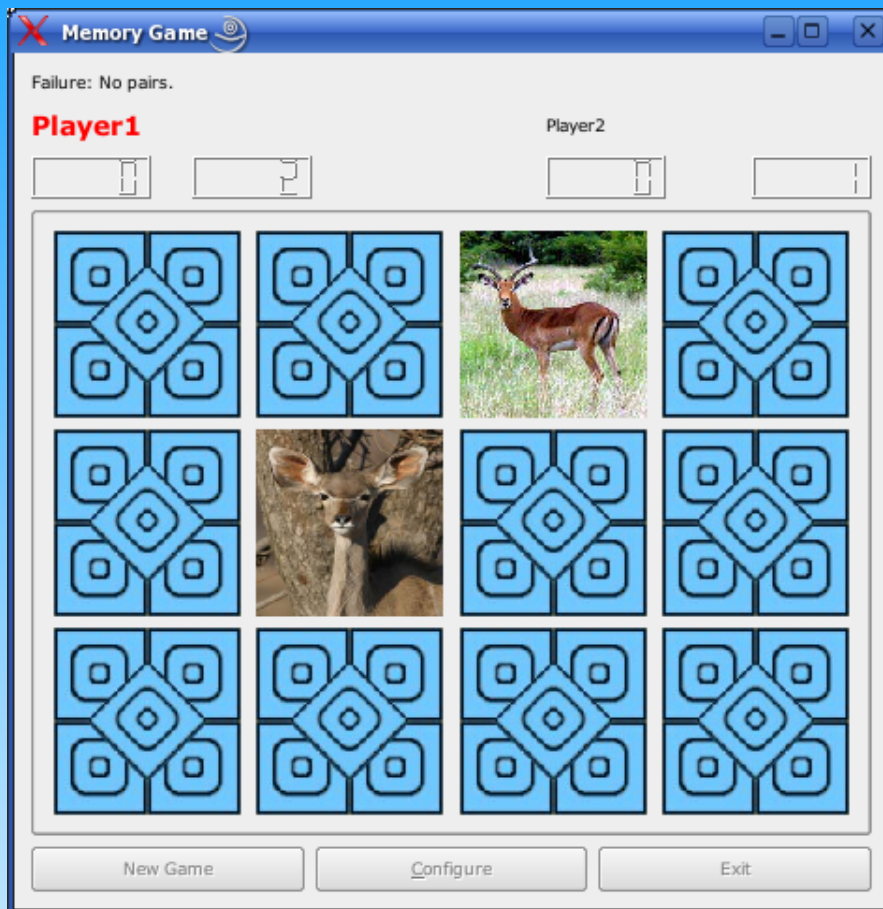 Memory Game
Failure: No pairs.
Player1 Player2
0 2 0 1
New Game Configure Exit